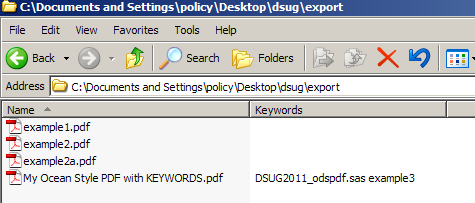 C:\Documents and Settings\policy\Desktop\dsug\export
File Edit View Favorites Tools Help
Back Search Folders
Address C:\Documents and Settings\policy\Desktop\dsug\export
Name Keywords
example1.pdf
example2.pdf
example2a.pdf
My Ocean Style PDF with KEYWORDS.pdf DSUG2011_odspdf.sas example3